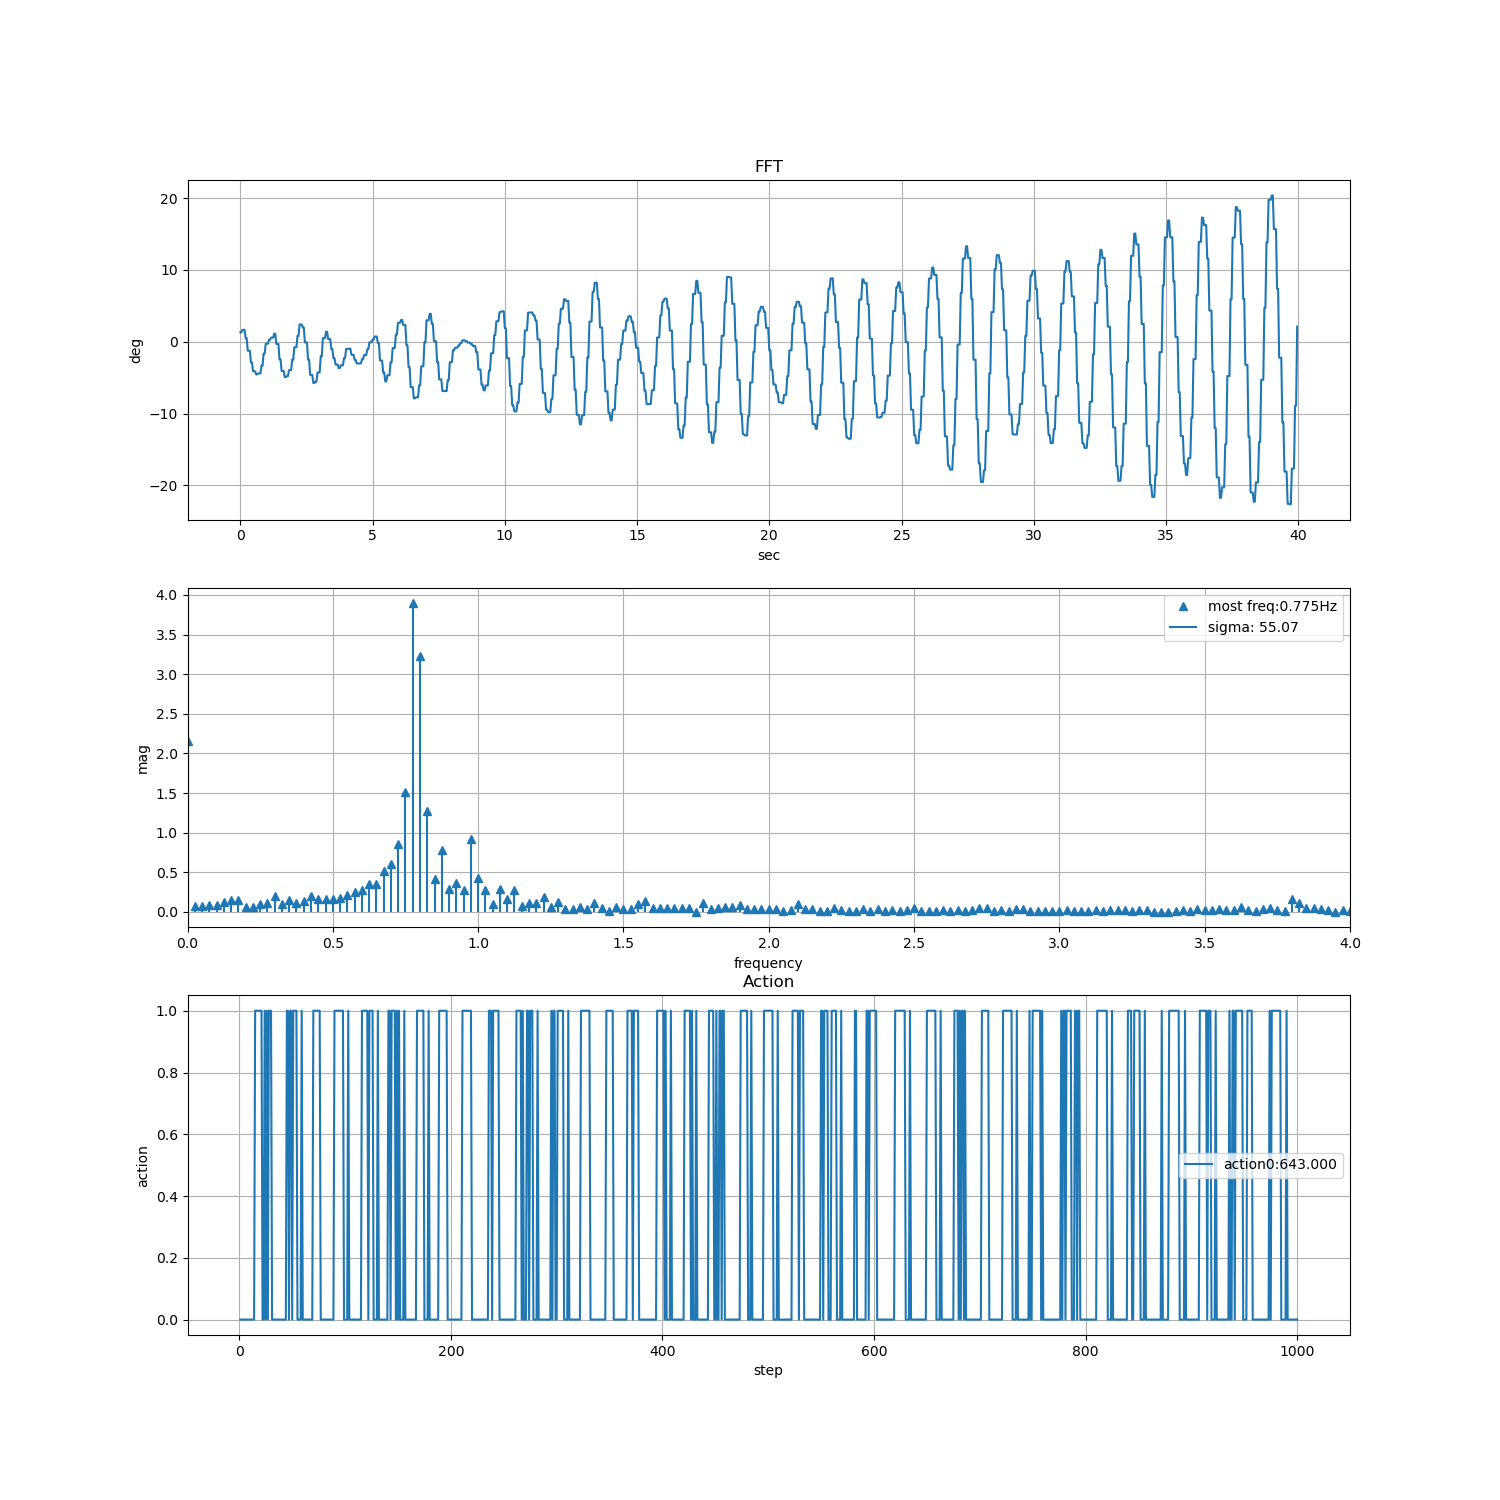 FFT
20
10
0
−10
−20
deg
0 5 10 15 20 25 30 35 40
sec
4.0
3.5
3.0
2.5
2.0
1.5
1.0
0.5
0.0
mag
most freq:0.775Hz
sigma: 55.07
0.0 0.5 1.0 1.5 2.0 2.5 3.0 3.5 4.0
frequency
Action
1.0
0.8
0.6
0.4
0.2
0.0
action
action0:643.000
0 200 400 600 800 1000
step